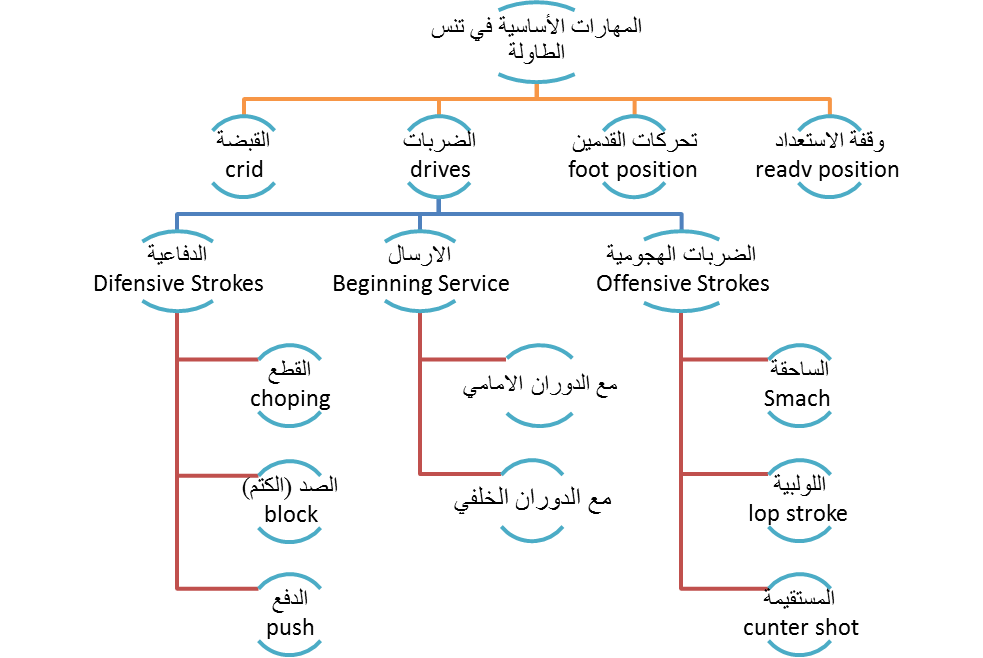 المهارات الأساسية في تنس
الطاولة
وقفة الاستعداد
readv position
تحركات القدمين
foot position
الضربات
drives
القبضة
crid
الضربات الهجومية
Offensive Strokes
الارسال
Beginning Service
الدفاعية
Difensive Strokes
الساحقة
Smach
اللولبية
lop stroke
المستقيمة
cunter shot
مع الدوران الامامي
مع الدوران الخلفي
القطع
choping
الصد (الكتم)
block
الدفع
push